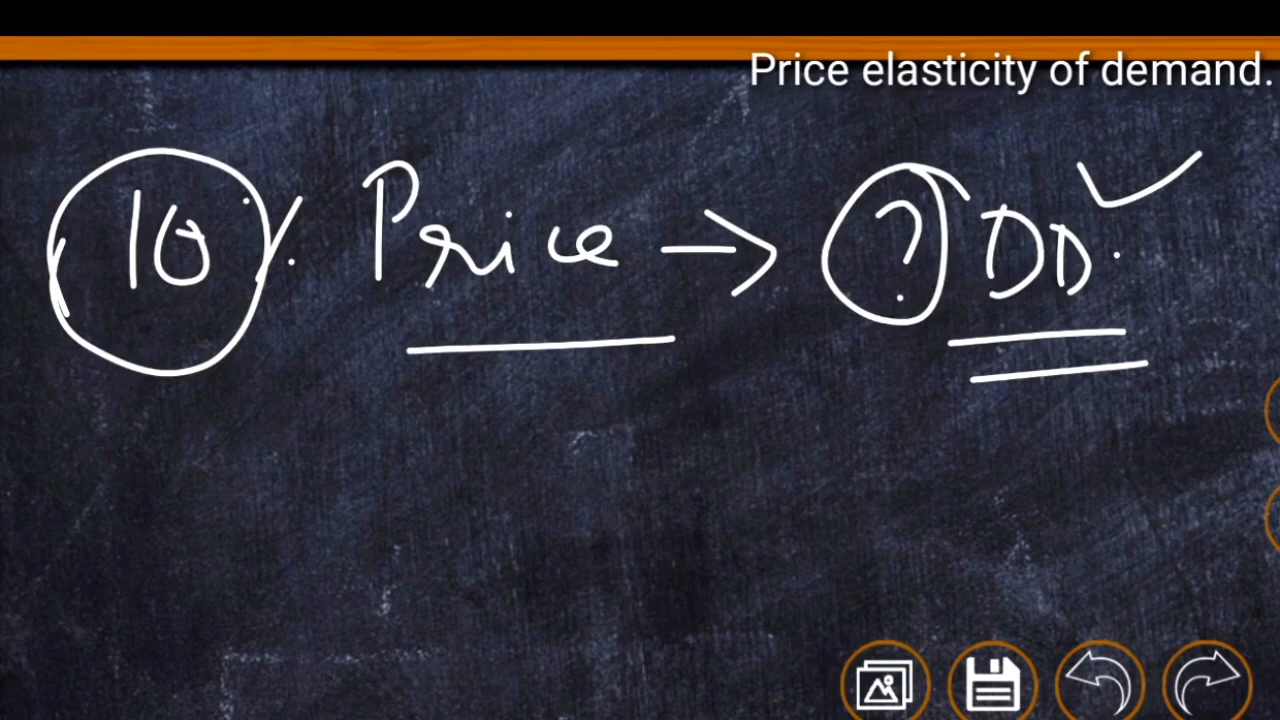 Price elasticity of demand.
10% Price → ? DD.